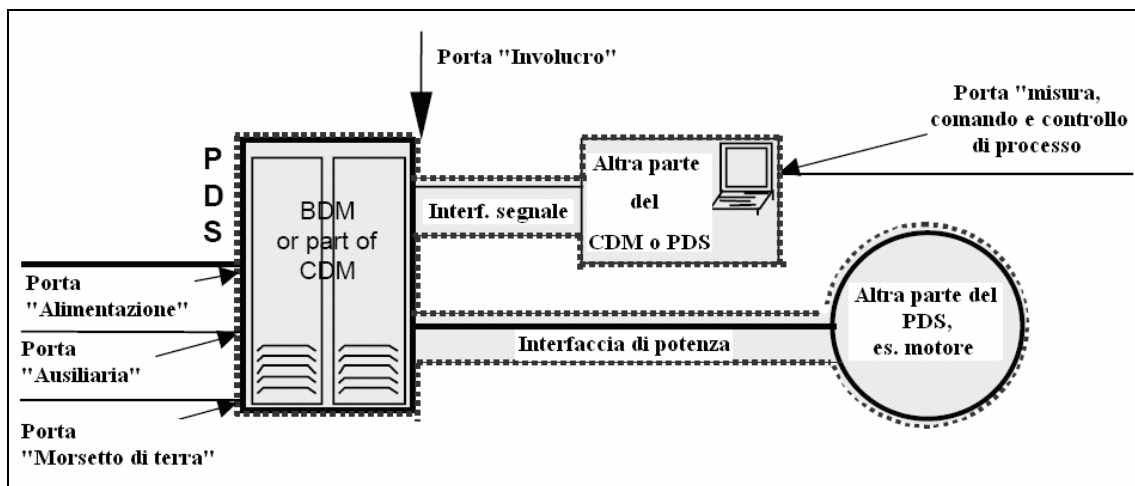 Porta "Involucro"
Porta "misura,
comando e controllo
di processo
P
D
S
BDM
or part of
CDM
Altra parte
del
CDM o PDS
Interf. segnale
Porta
"Alimentazione"
Altra parte del
PDS,
es. motore
Interfaccia di potenza
Porta
"Ausiliaria"
Porta
"Morsetto di terra"